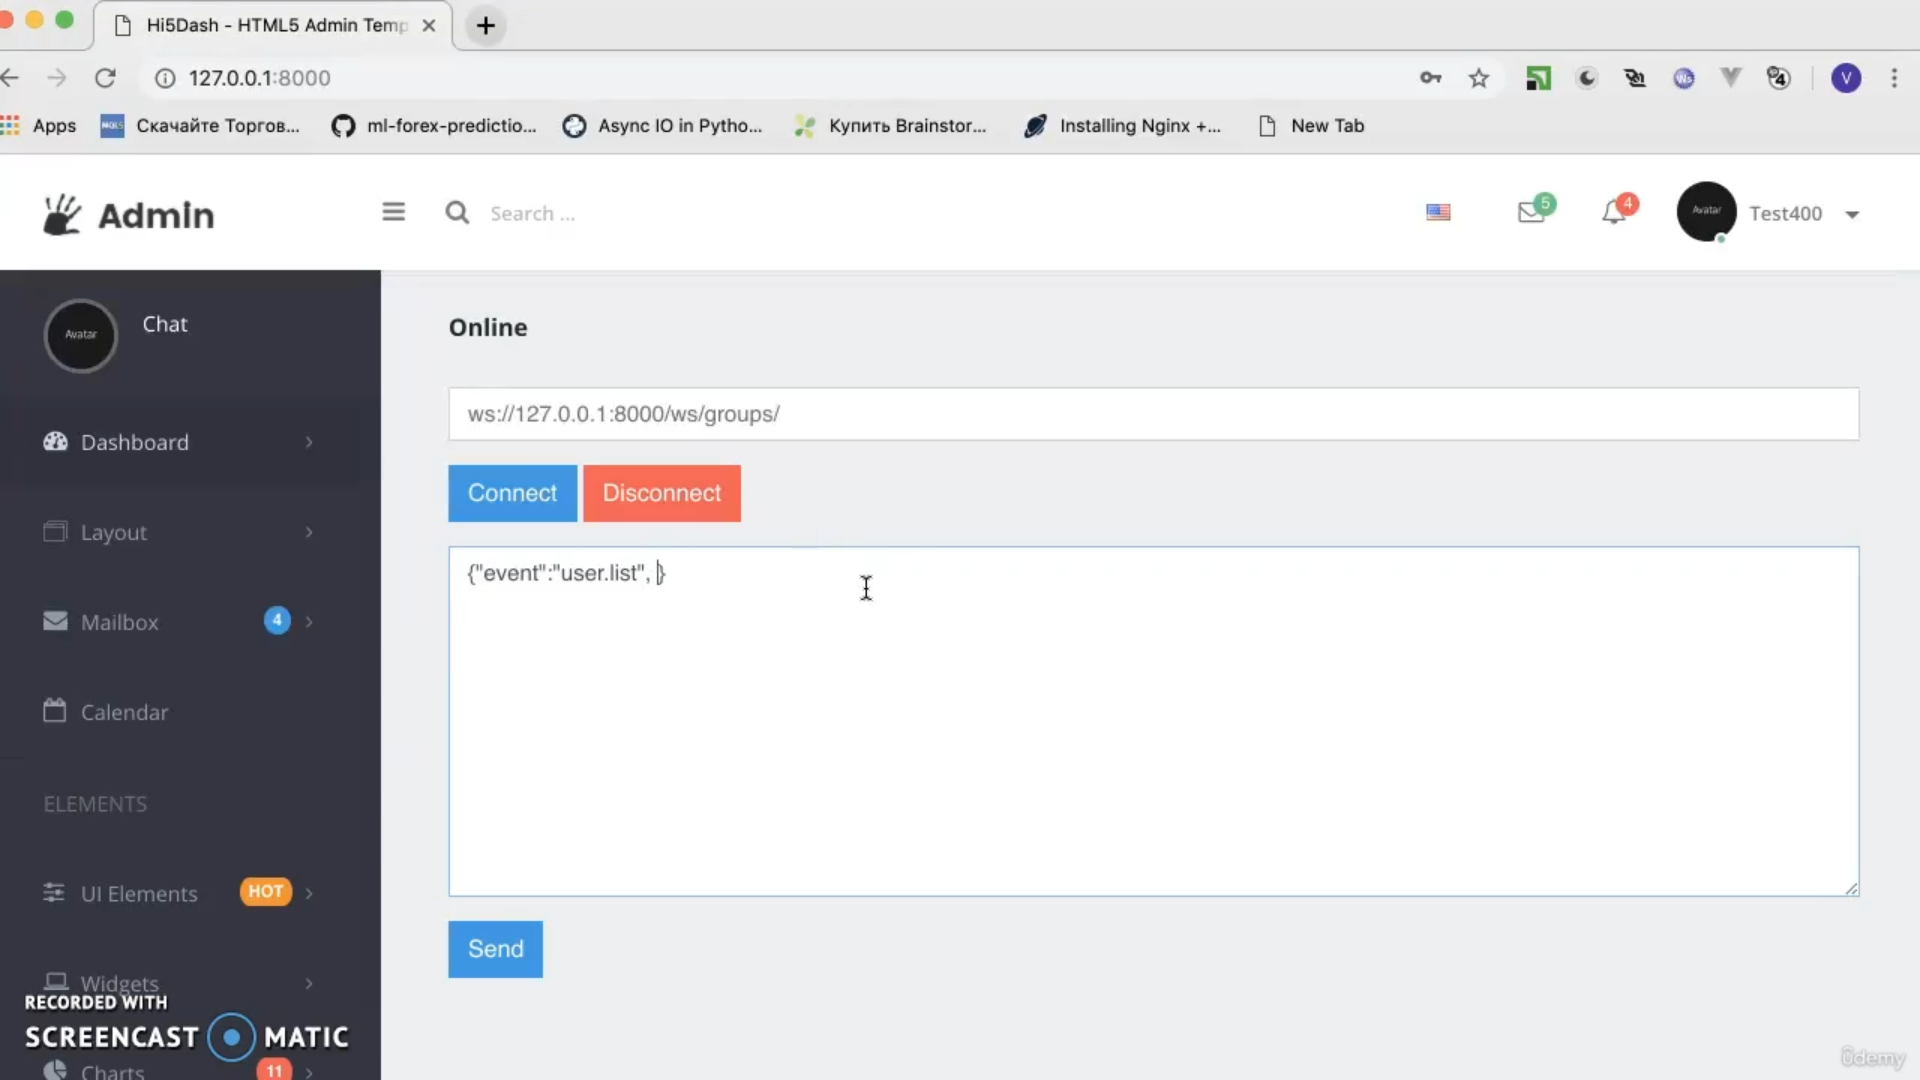 Hi5Dash - HTML5 Admin Temp
127.0.0.1:8000
4
V
Apps
MQL5
Скачайте Торгов...
ml-forex-predictio...
Async IO in Pytho...
Купить Brainstor...
Installing Nginx +...
New Tab
Admin
Search ...
5
4
Avatar
Test400
Avatar
Chat
Online
ws://127.0.0.1:8000/ws/groups/
Dashboard
Connect
Disconnect
Layout
{"event":"user.list", }
Mailbox
4
Calendar
ELEMENTS
UI Elements
HOT
Send
Widgets
RECORDED WITH
SCREENCAST MATIC
Charts
11
ûdemy